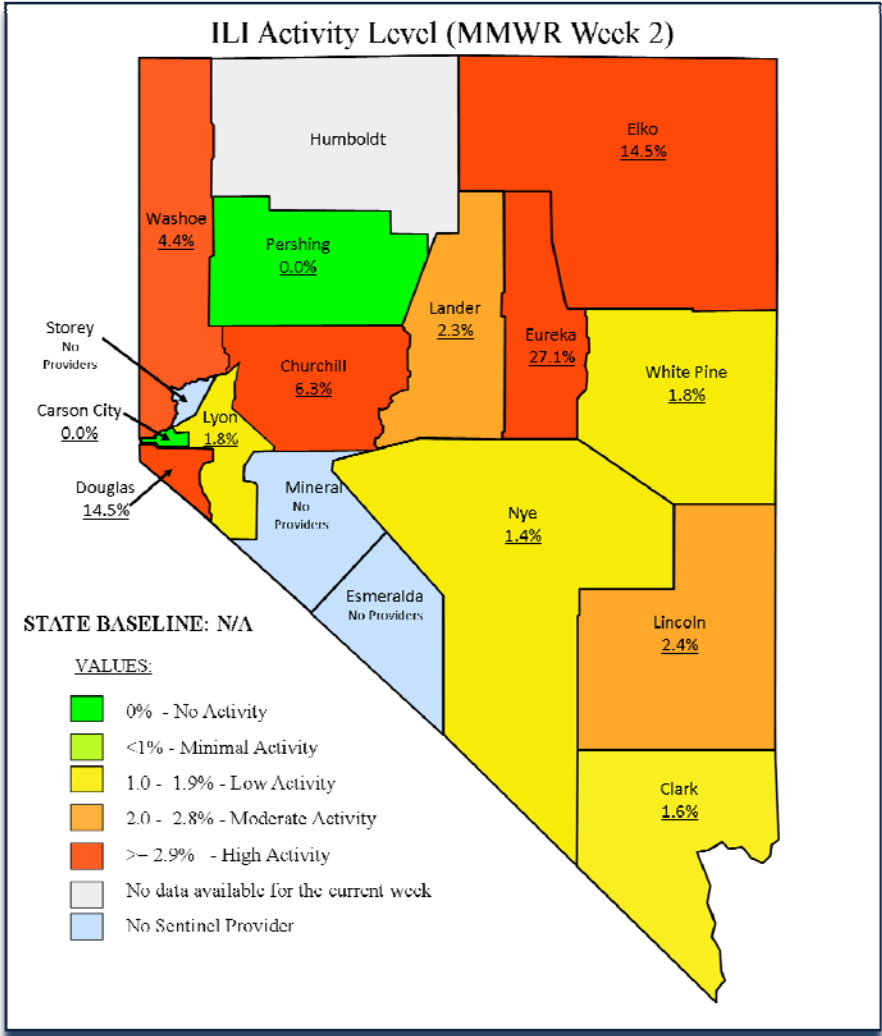 ILI Activity Level (MMWR Week 2)
Humboldt
Elko
14.5%
Washoe
4.4%
Pershing
0.0%
Lander
2.3%
Eureka
27.1%
Storey
No
Providers
Churchill
6.3%
White Pine
1.8%
Carson City
0.0%
Lyon
1.8%
Douglas
14.5%
Mineral
No
Providers
Nye
1.4%
Esmeralda
No Providers
Lincoln
2.4%
Clark
1.6%
STATE BASELINE: N/A
VALUES:
0% - No Activity
<1% - Minimal Activity
1.0 - 1.9% - Low Activity
2.0 - 2.8% - Moderate Activity
>= 2.9% - High Activity
No data available for the current week
No Sentinel Provider